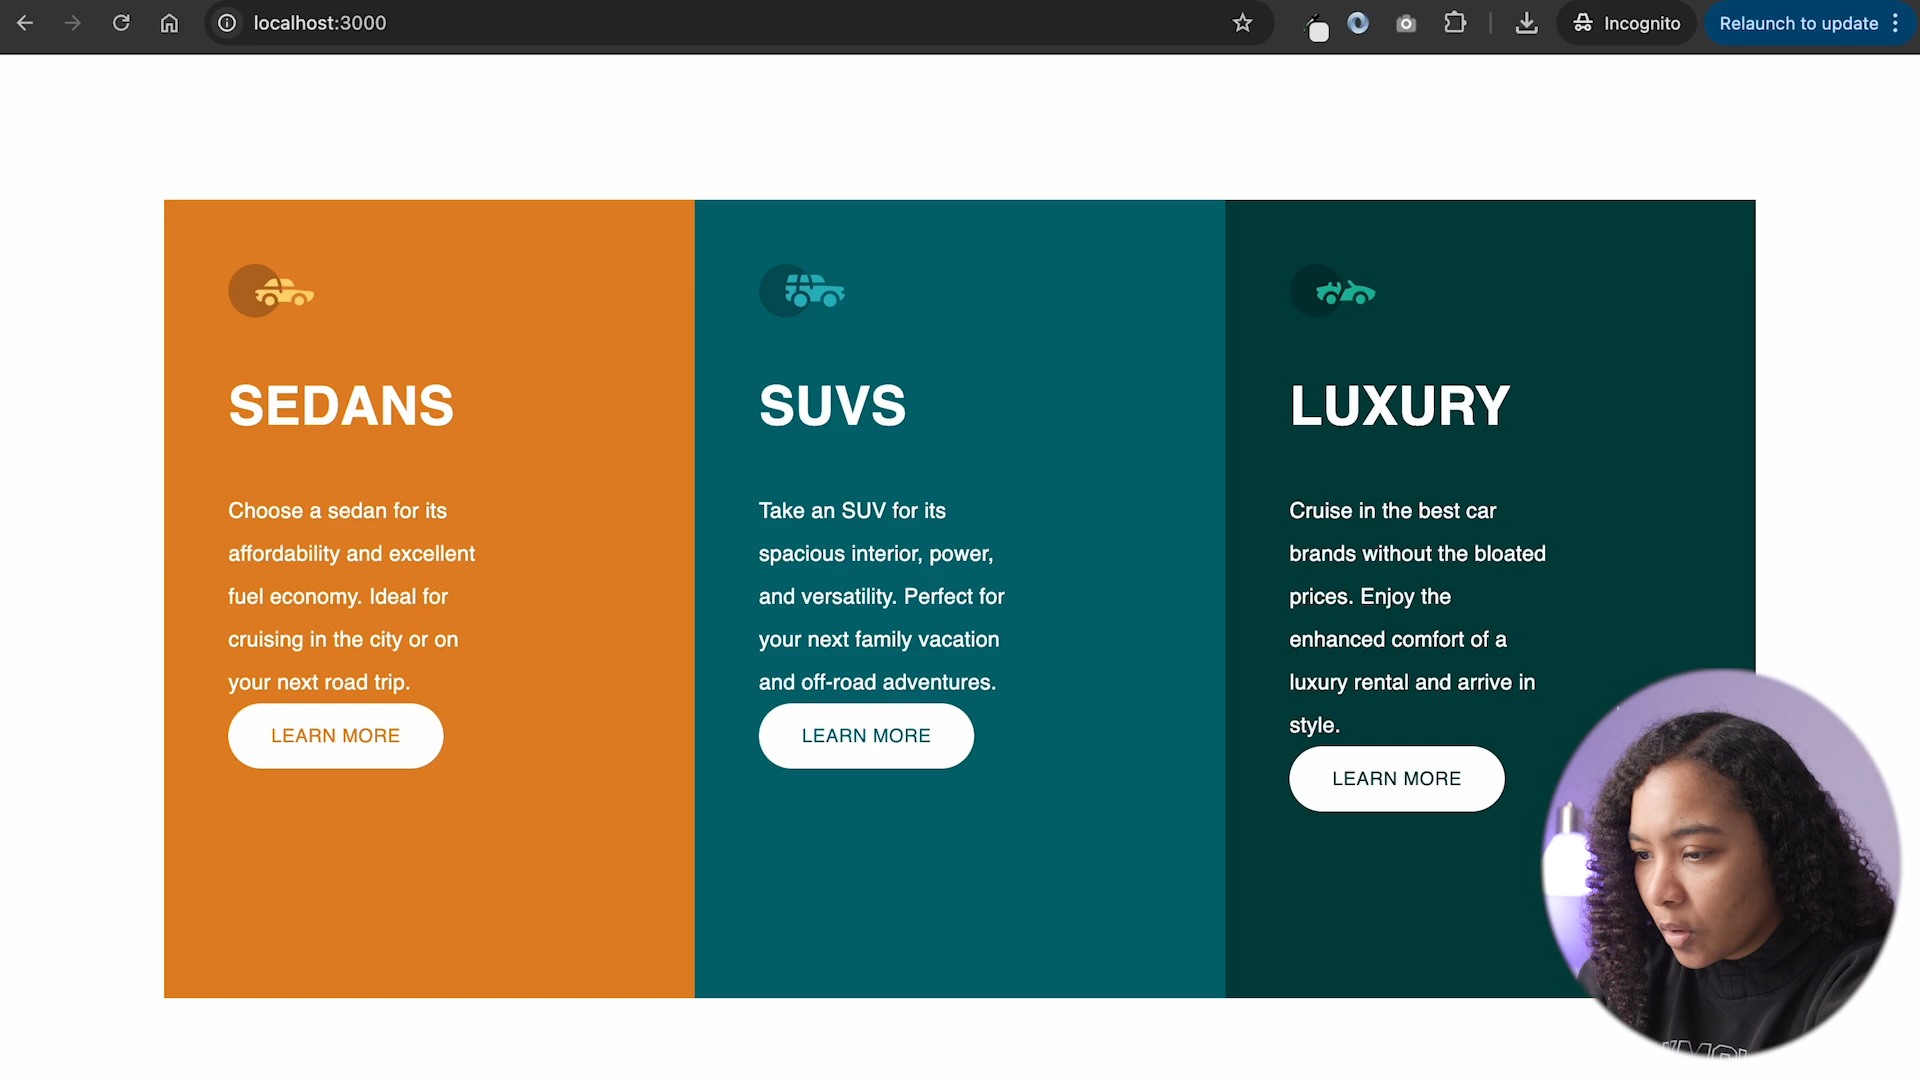 localhost:3000
Incognito
Relaunch to update
SEDANS
Choose a sedan for its
affordability and excellent
fuel economy. Ideal for
cruising in the city or on
your next road trip.
LEARN MORE
SUVS
Take an SUV for its
spacious interior, power,
and versatility. Perfect for
your next family vacation
and off-road adventures.
LEARN MORE
LUXURY
Cruise in the best car
brands without the bloated
prices. Enjoy the
enhanced comfort of a
luxury rental and arrive in
style.
LEARN MORE